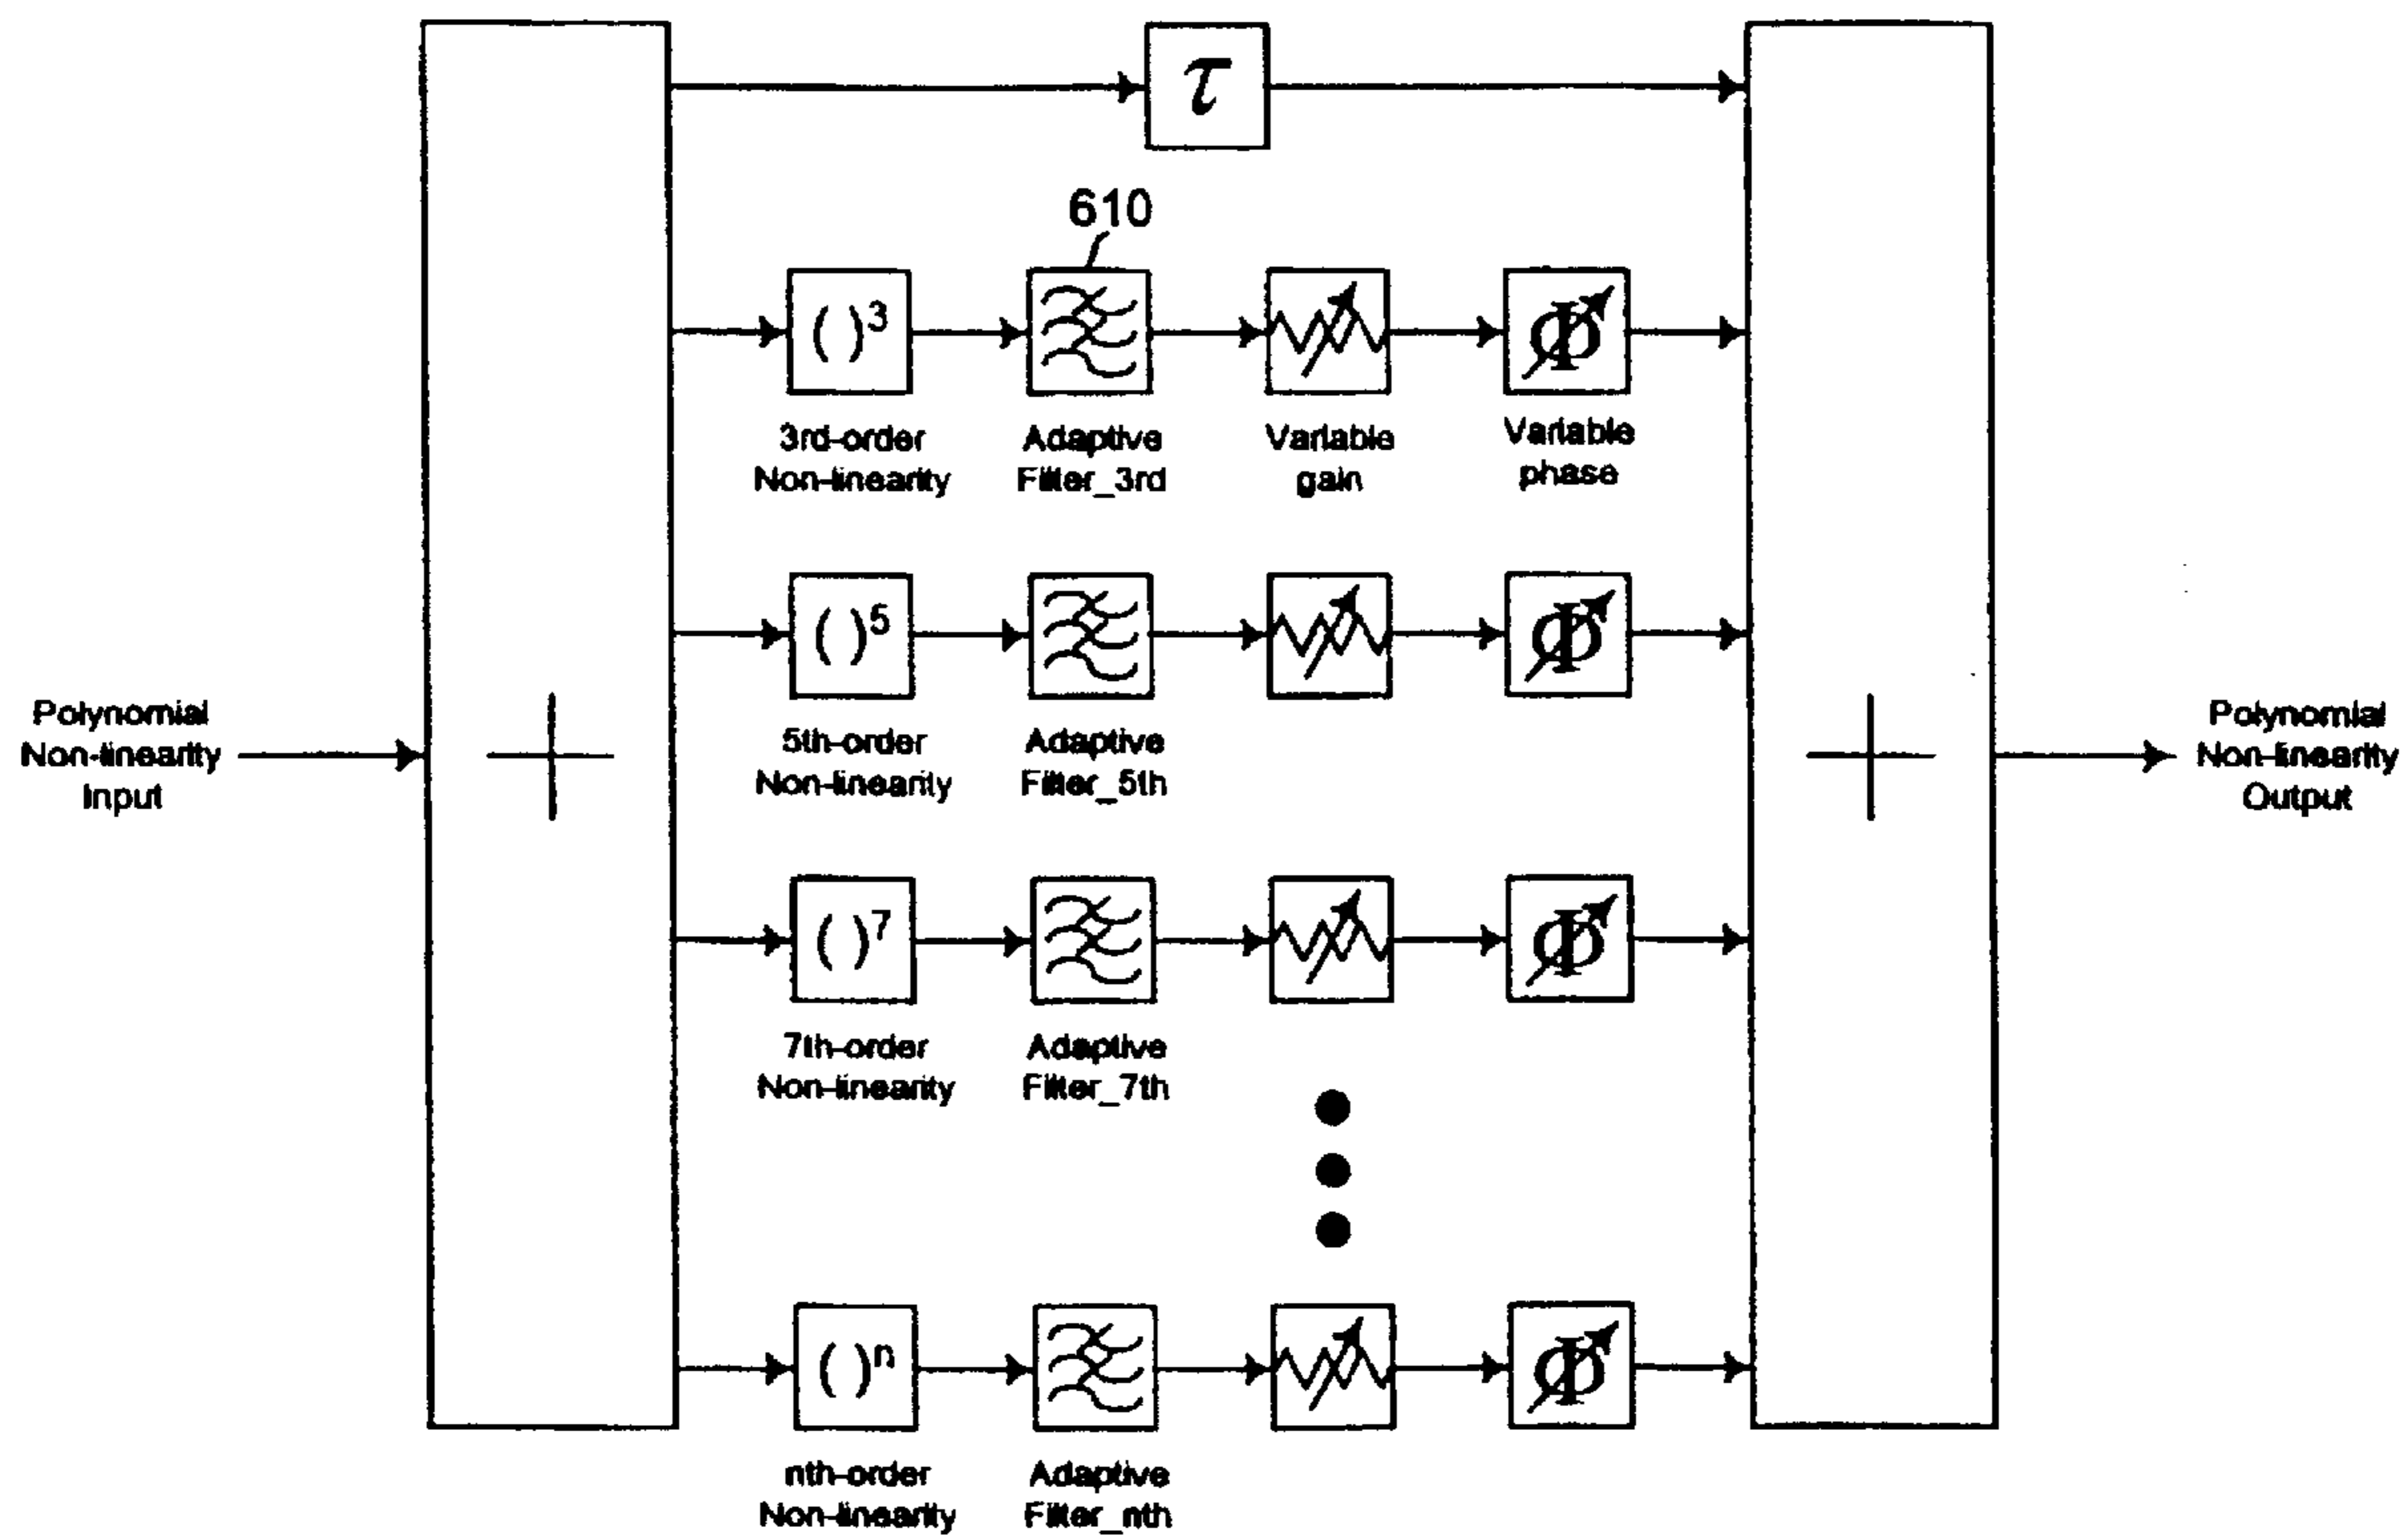 τ
610
( )3
Φ
3rd-order
Non-linearity
Adaptive
Filter_3rd
Variable
gain
Variable
phase
( )5
Φ
5th-order
Non-linearity
Adaptive
Filter_5th
Polynomial
Non-linearity
Input
+
+
Polynomial
Non-linearity
Output
( )7
Φ
7th-order
Non-linearity
Adaptive
Filter_7th
( )n
Φ
nth-order
Non-linearity
Adaptive
Filter_nth